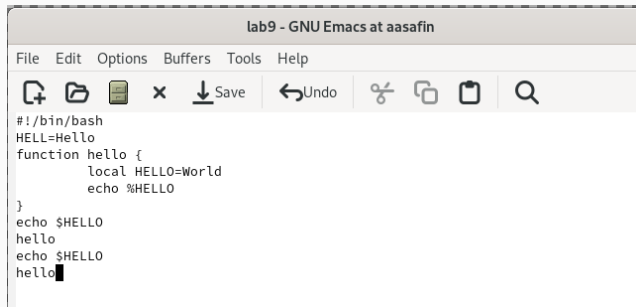 lab9 - GNU Emacs at aasafin
File Edit Options Buffers Tools Help
Save Undo
#!/bin/bash
HELL=Hello
function hello {
local HELLO=World
echo %HELLO
}
echo $HELLO
hello
echo $HELLO
hello